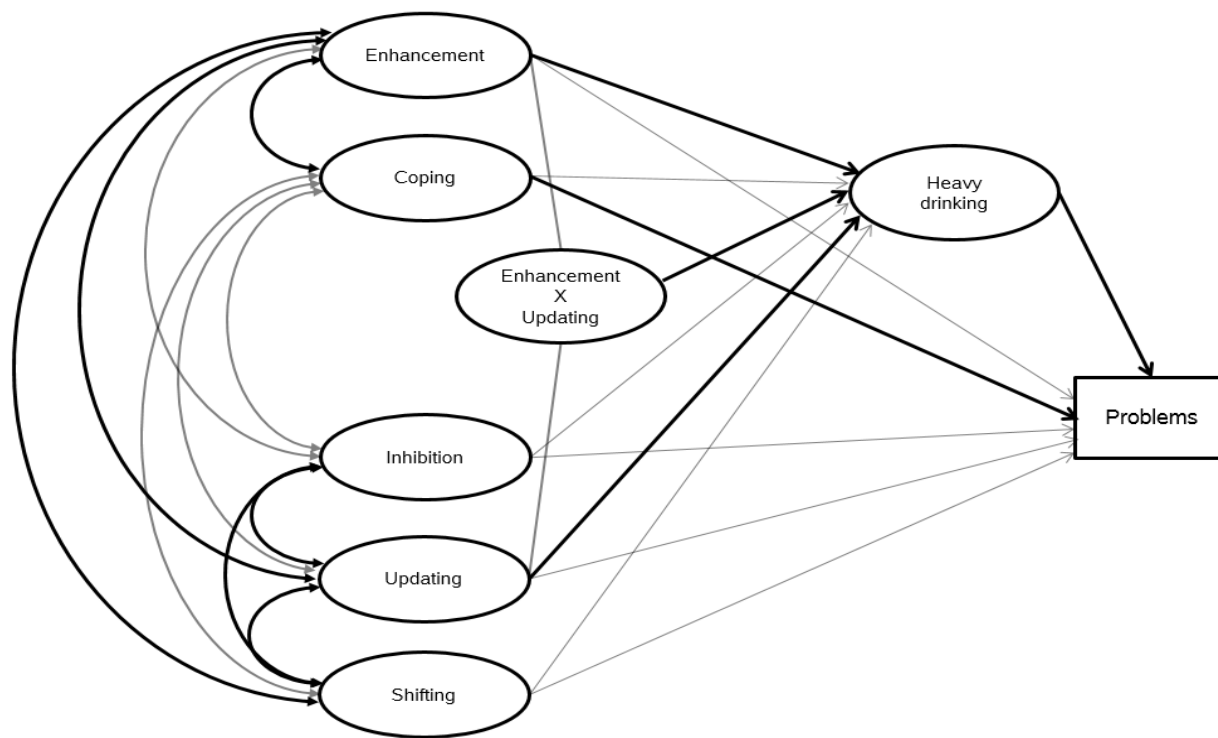 Enhancement
Coping
Heavy
drinking
Enhancement
X
Updating
Problems
Inhibition
Updating
Shifting